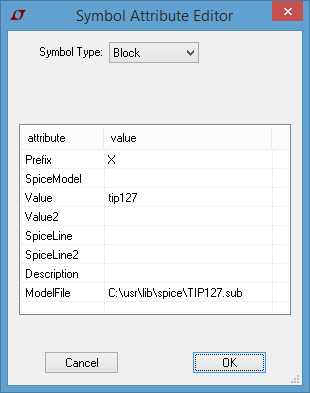 Symbol Attribute Editor
Symbol Type: Block
attribute value
Prefix X
SpiceModel
Value tip127
Value2
SpiceLine
SpiceLine2
Description
ModelFile C:\usr\lib\spice\TIP127.sub
Cancel OK